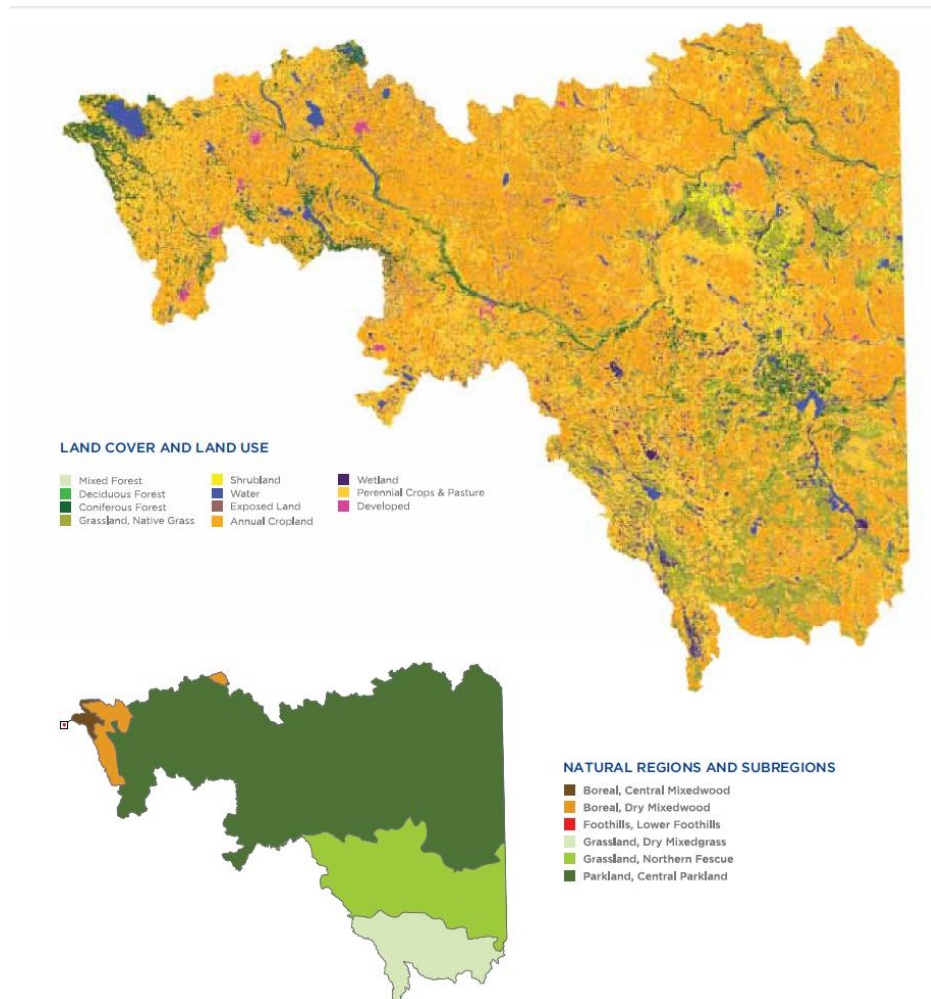 LAND COVER AND LAND USE
Mixed Forest
Deciduous Forest
Coniferous Forest
Grassland, Native Grass
Shrubland
Water
Exposed Land
Annual Cropland
Wetland
Perennial Crops & Pasture
Developed
NATURAL REGIONS AND SUBREGIONS
Boreal, Central Mixedwood
Boreal, Dry Mixedwood
Foothills, Lower Foothills
Grassland, Dry Mixedgrass
Grassland, Northern Fescue
Parkland, Central Parkland